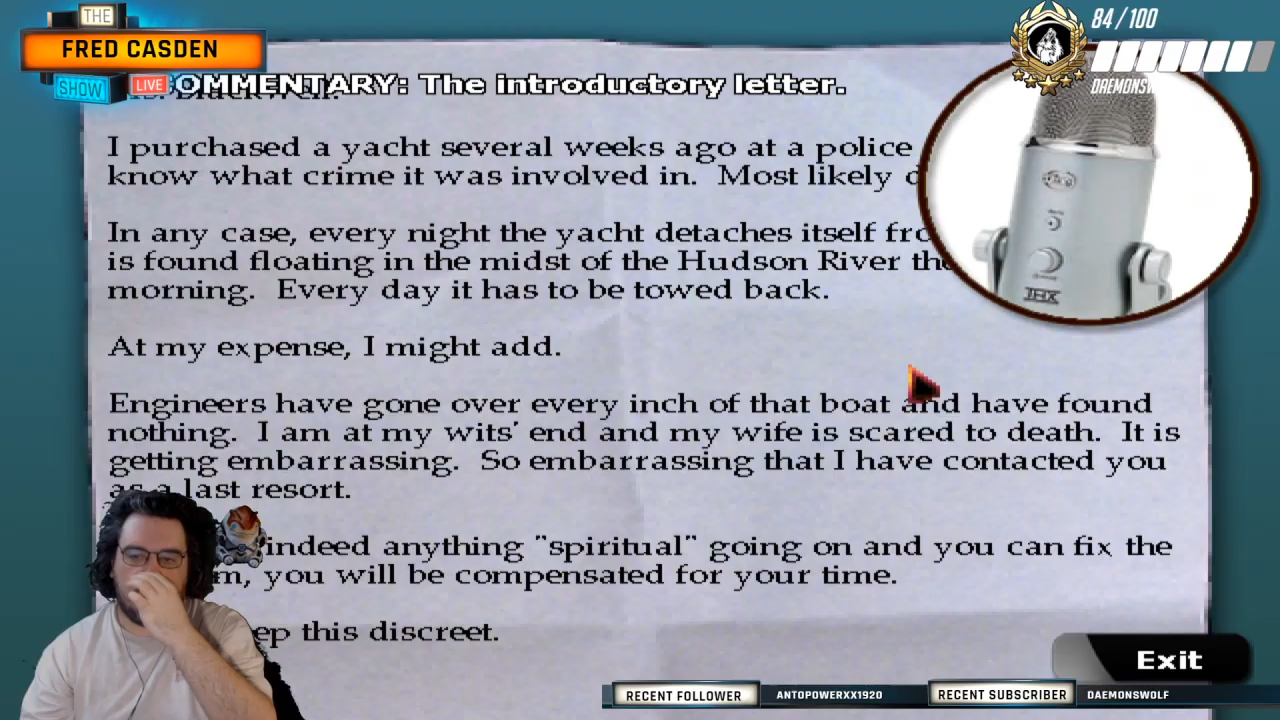 THE
FRED CASDEN
SHOW
LIVE
84/100
DAEMONSW
OMMENTARY: The introductory letter.
I purchased a yacht several weeks ago at a police
know what crime it was involved in. Most likely d
In any case, every night the yacht detaches itself fro
is found floating in the midst of the Hudson River the
morning. Every day it has to be towed back.
At my expense, I might add.
Engineers have gone over every inch of that boat and have found
nothing. I am at my wits' end and my wife is scared to death. It is
getting embarrassing. So embarrassing that I have contacted you
as a last resort.
indeed anything "spiritual" going on and you can fix the
m, you will be compensated for your time.
ep this discreet.
THX
Exit
RECENT FOLLOWER ANTOPOWERXX1920 RECENT SUBSCRIBER DAEMONSWOLF